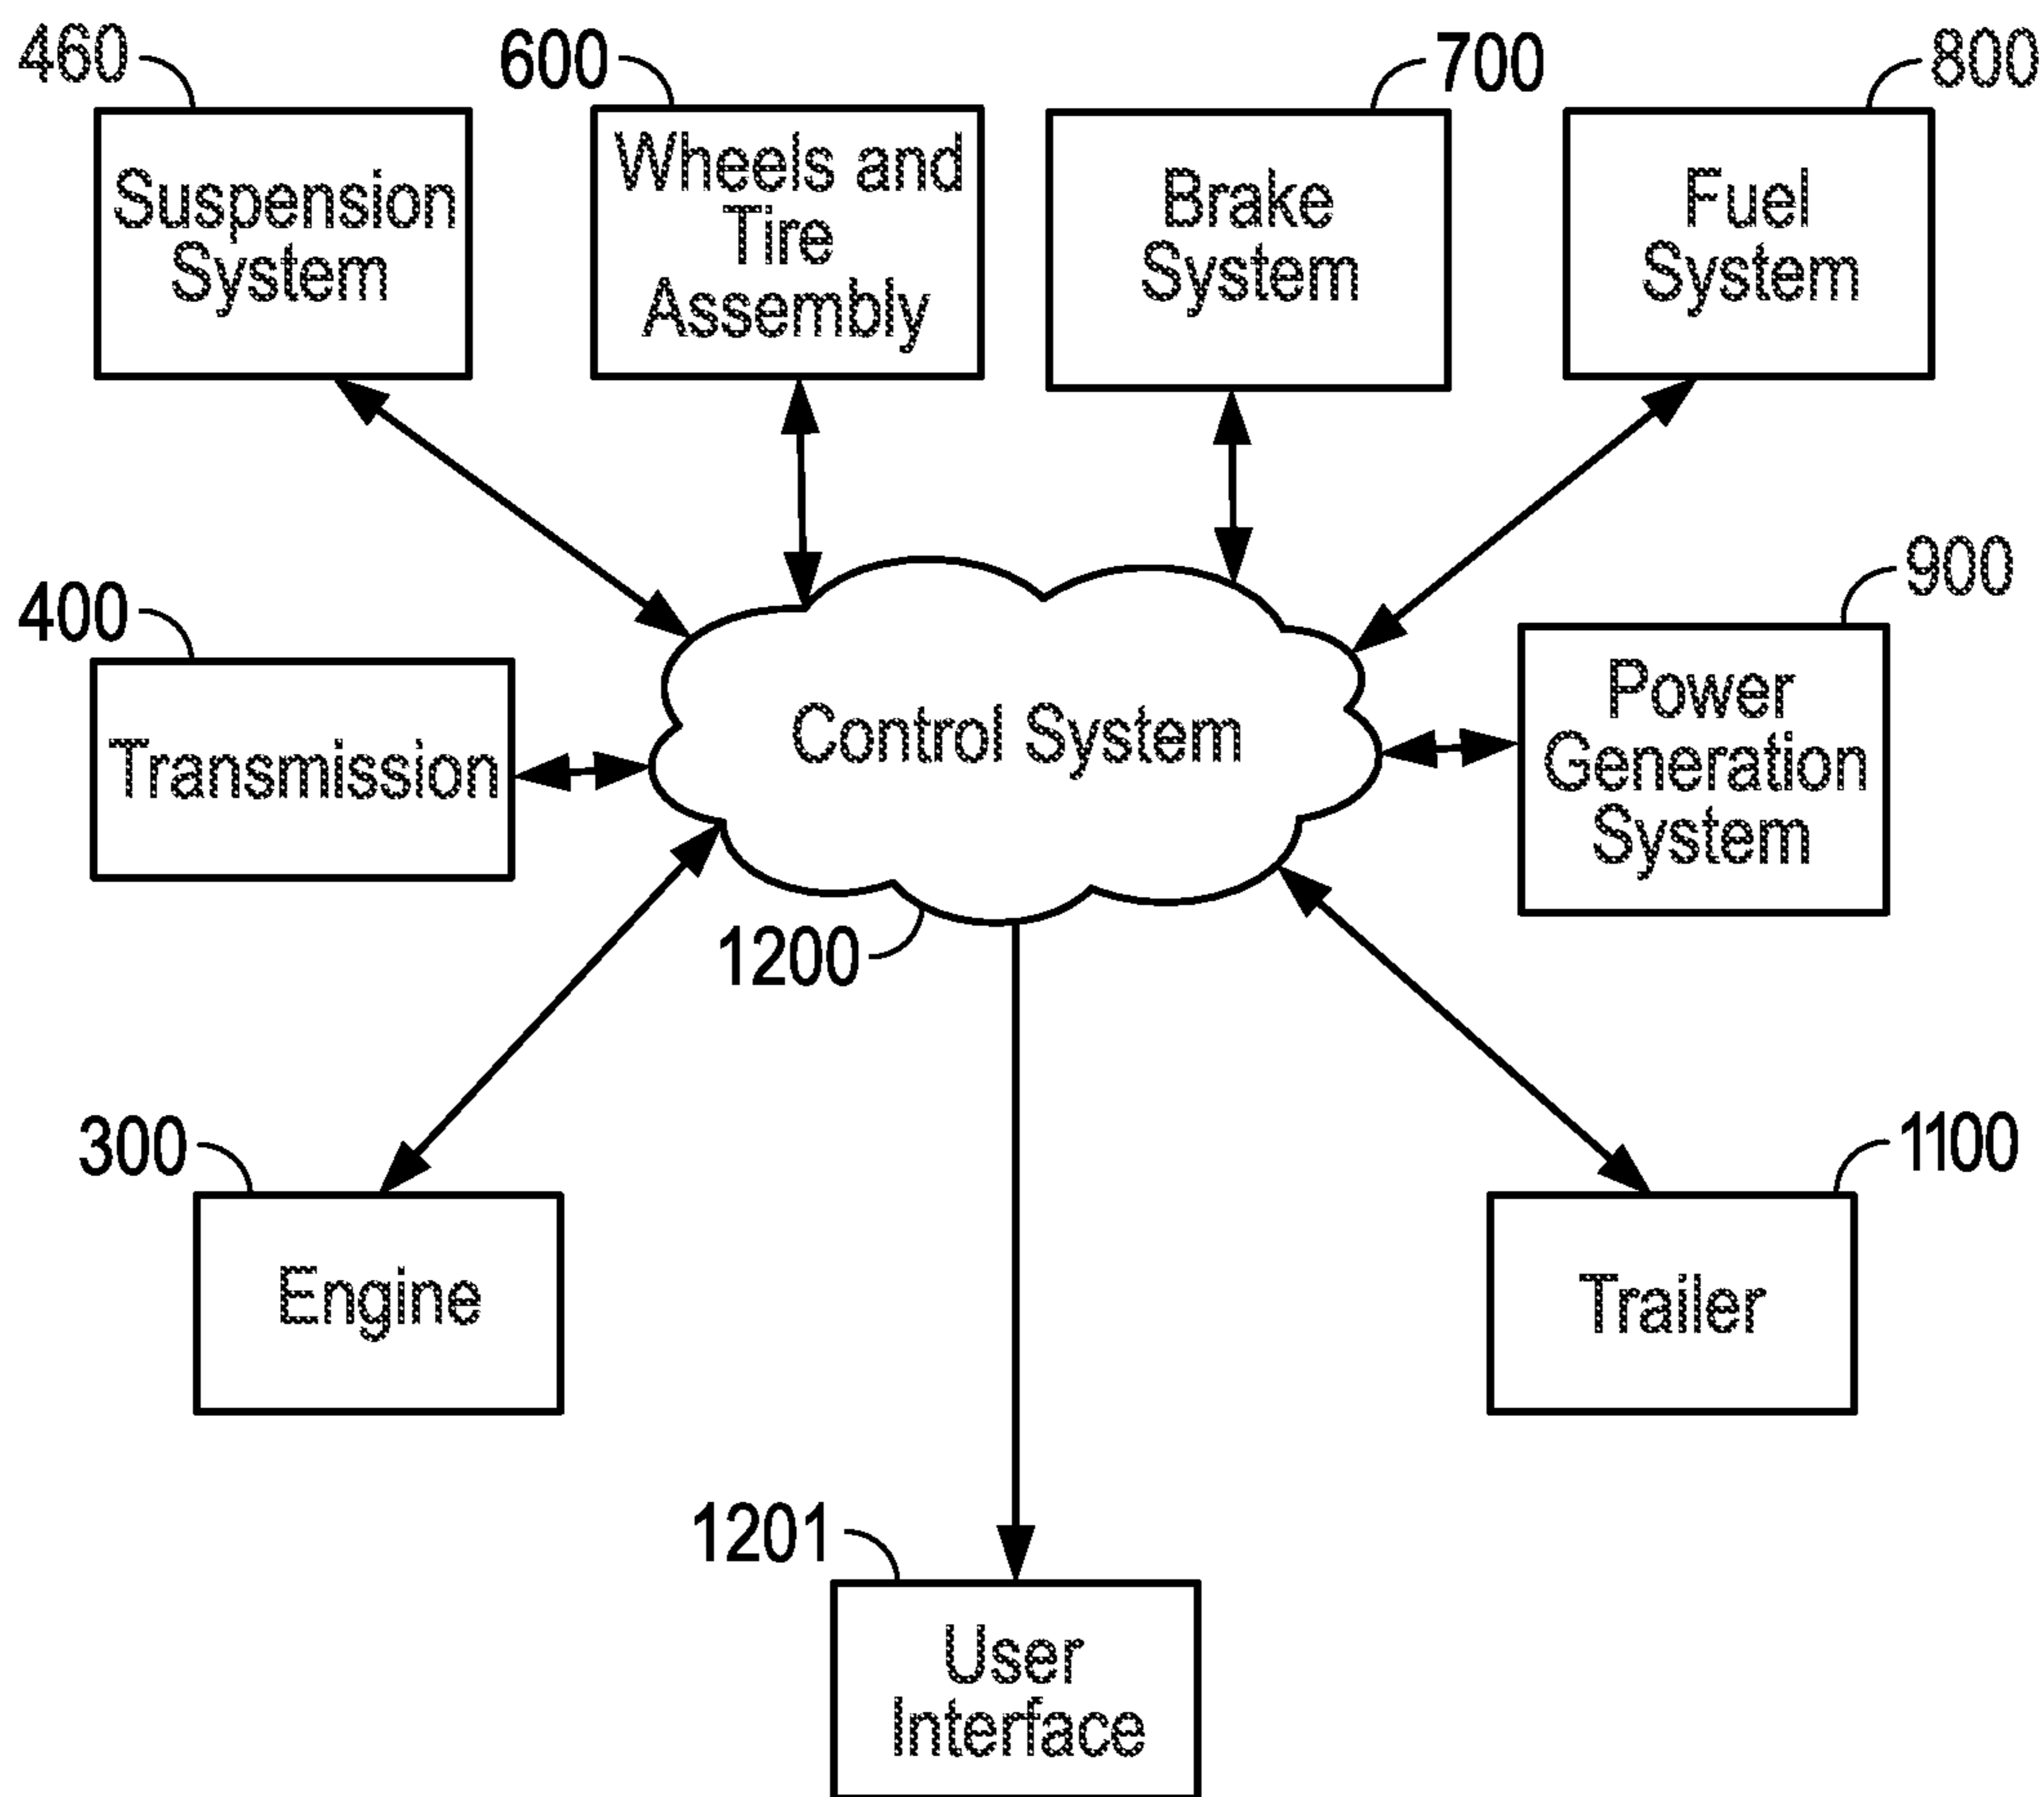 460
Suspension
System
600
Wheels and
Tire
Assembly
700
Brake
System
800
Fuel
System
400
Transmission
Control System
1200
900
Power
Generation
System
300
Engine
1100
Trailer
1201
User
Interface